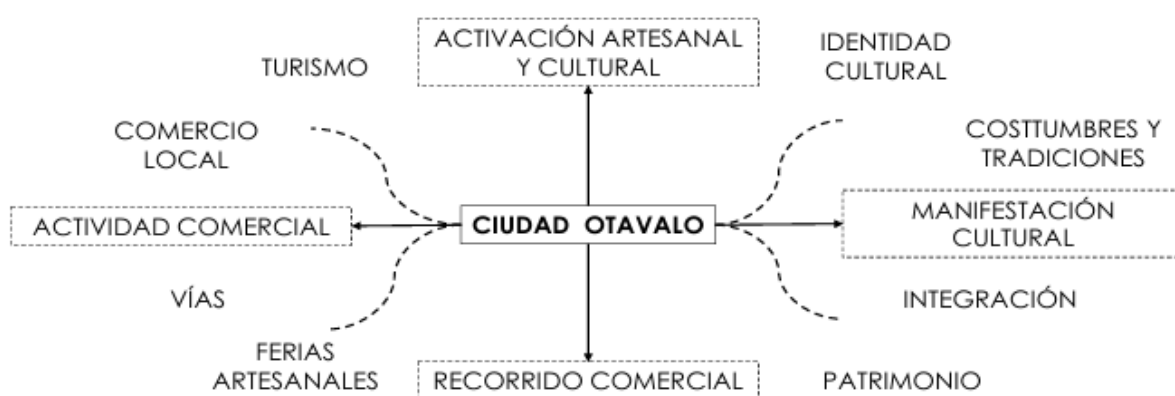 ACTIVACIÓN ARTESANAL
Y CULTURAL
IDENTIDAD
CULTURAL
TURISMO
COMERCIO
LOCAL
COSTTUMBRES Y
TRADICIONES
ACTIVIDAD COMERCIAL
CIUDAD OTAVALO
MANIFESTACIÓN
CULTURAL
VÍAS
INTEGRACIÓN
FERIAS
ARTESANALES
RECORRIDO COMERCIAL
PATRIMONIO